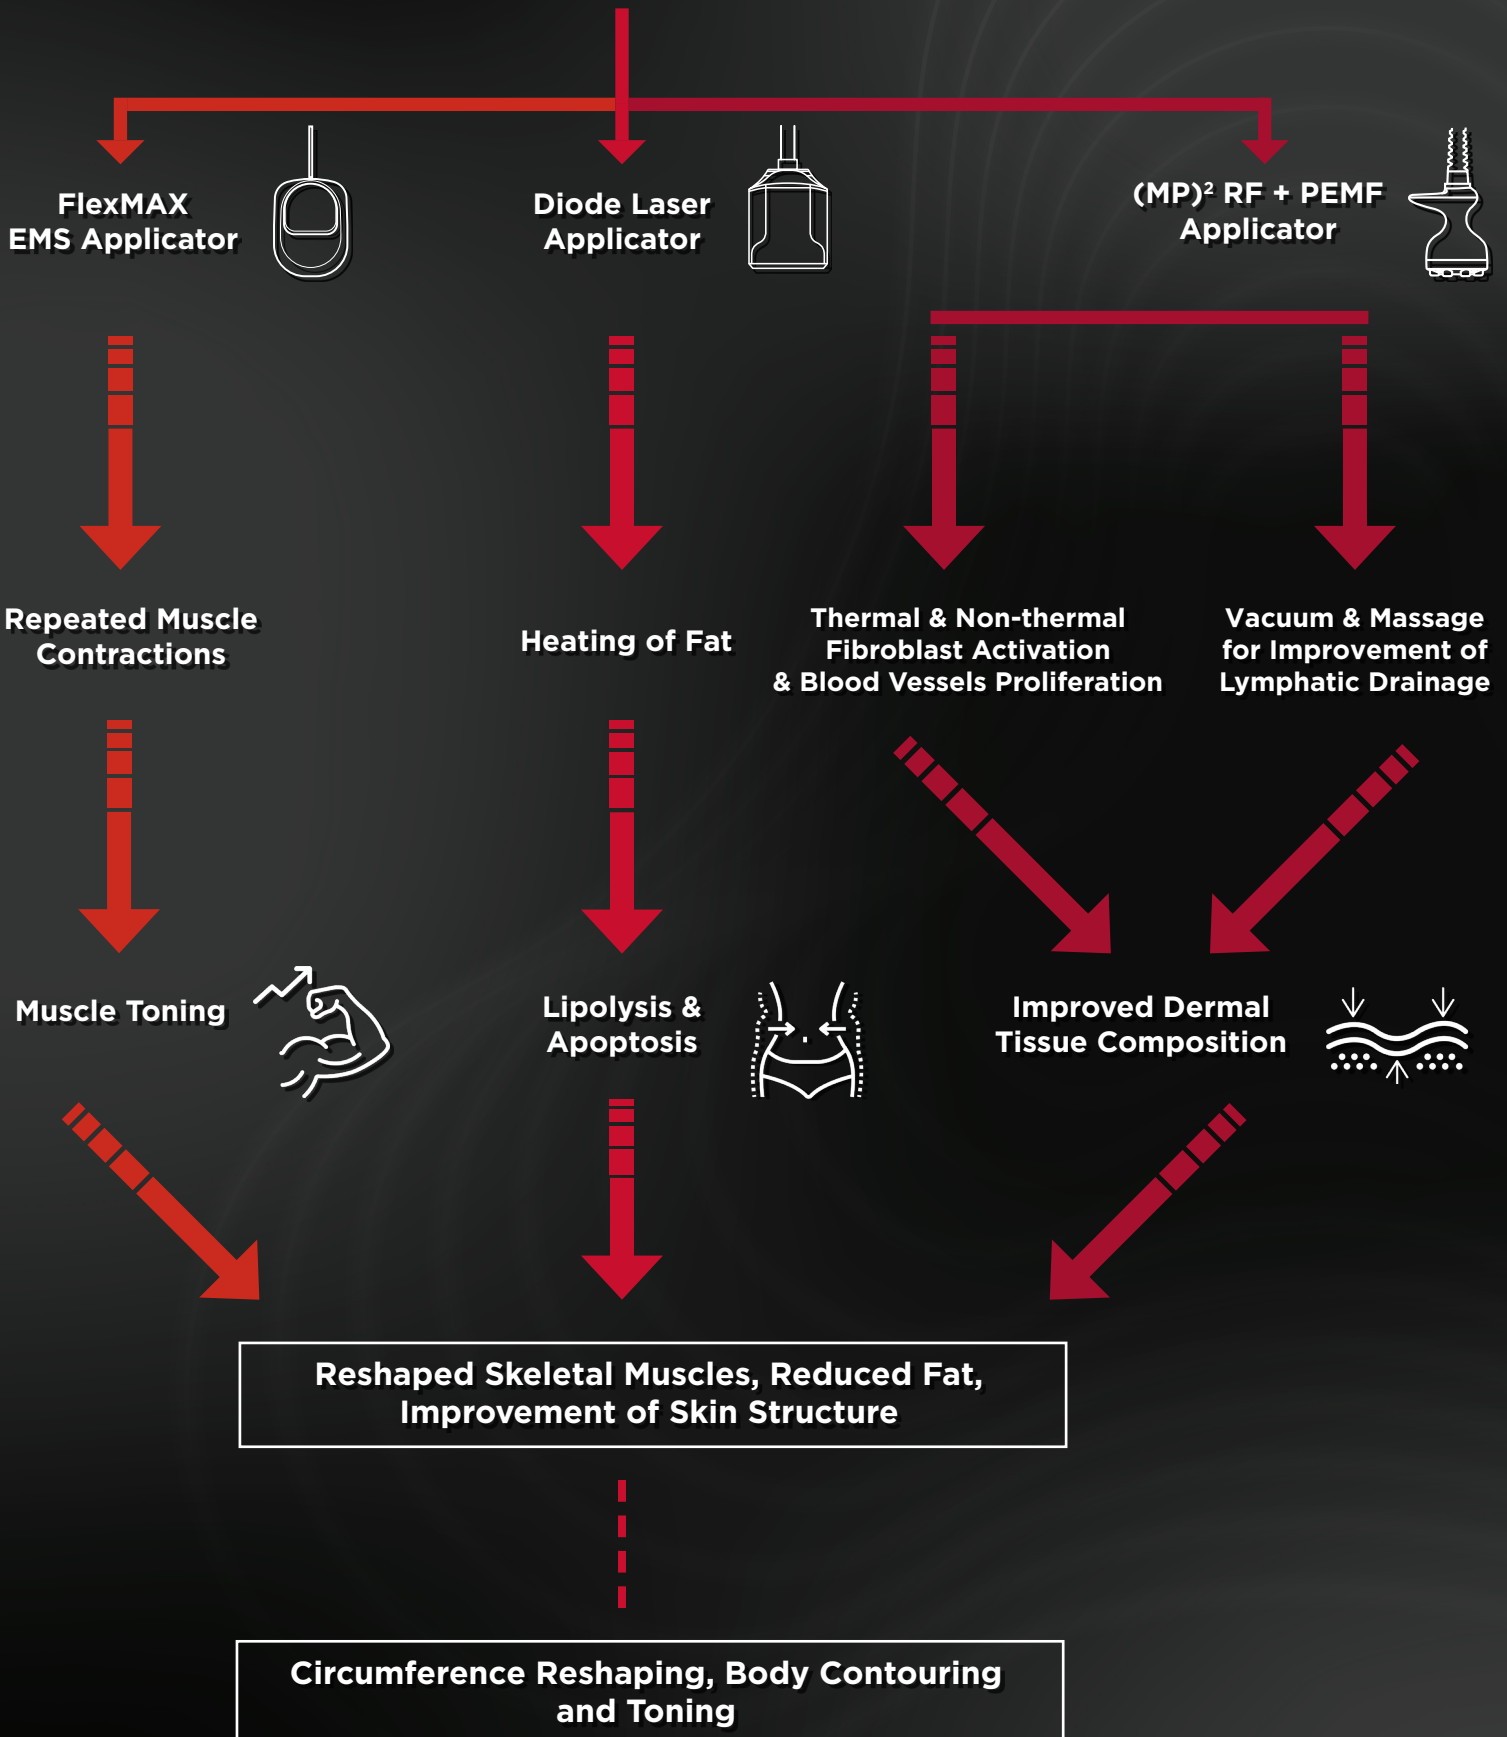 FlexMAX
EMS Applicator
Diode Laser
Applicator
(MP)² RF + PEMF
Applicator
Repeated Muscle
Contractions
Heating of Fat
Thermal & Non-thermal
Fibroblast Activation
& Blood Vessels Proliferation
Vacuum & Massage
for Improvement of
Lymphatic Drainage
Muscle Toning
Lipolysis &
Apoptosis
Improved Dermal
Tissue Composition
Reshaped Skeletal Muscles, Reduced Fat,
Improvement of Skin Structure
Circumference Reshaping, Body Contouring
and Toning